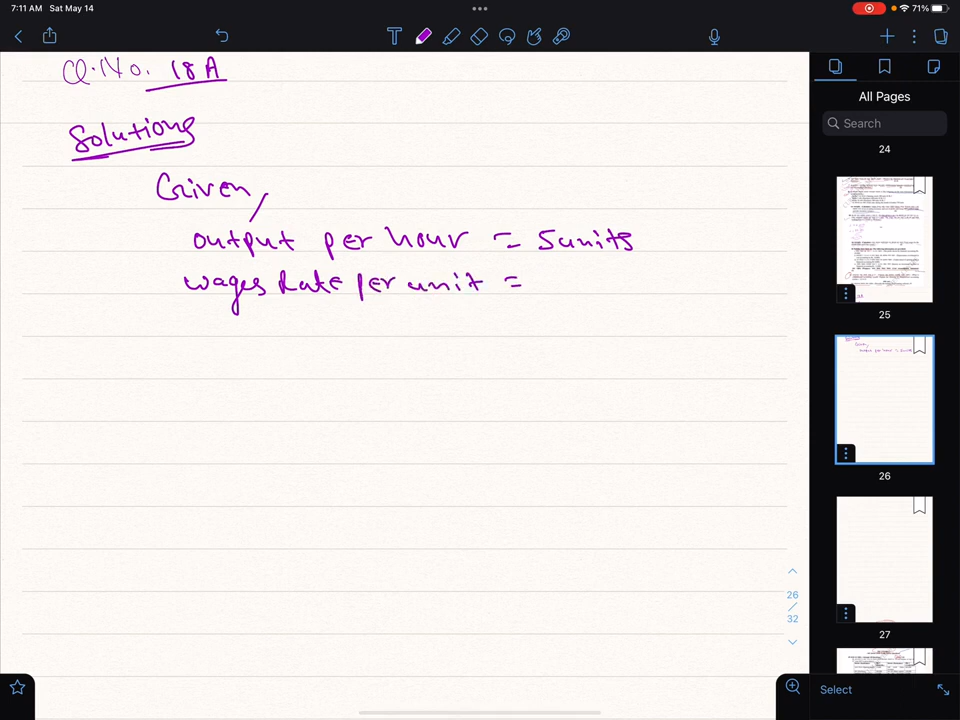 7:11 AM Sat May 14
71%
Q.No. 18A
Solutions
Given,
output per hour = 5units
wages Rate per unit =
All Pages
Search
24
25
26
27
26
/
32
Select